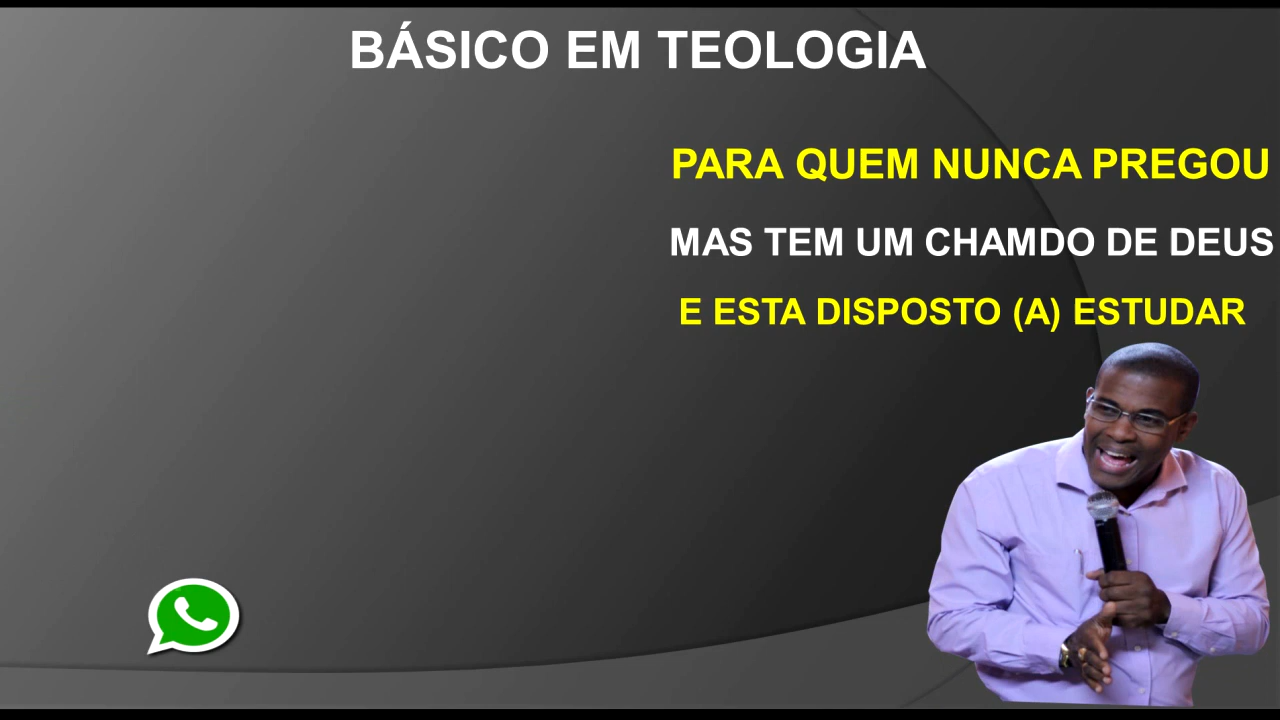 BÁSICO EM TEOLOGIA
PARA QUEM NUNCA PREGOU
MAS TEM UM CHAMDO DE DEUS
E ESTA DISPOSTO (A) ESTUDAR